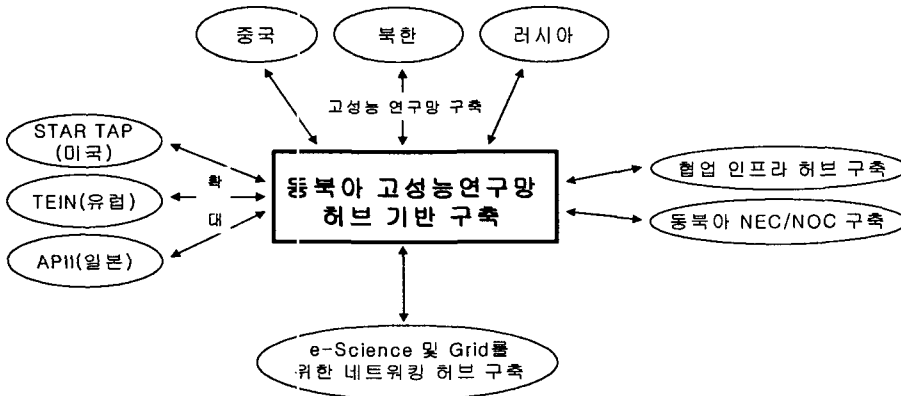 중국
북한
러시아
고성능 연구망 구축
STAR TAP
(미국)
확
TEIN(유럽)
대
APII(일본)
동북아 고성능연구망
허브 기반 구축
협업 인프라 허브 구축
동북아 NEC/NOC 구축
e-Science 및 Grid를
위한 네트워킹 허브 구축